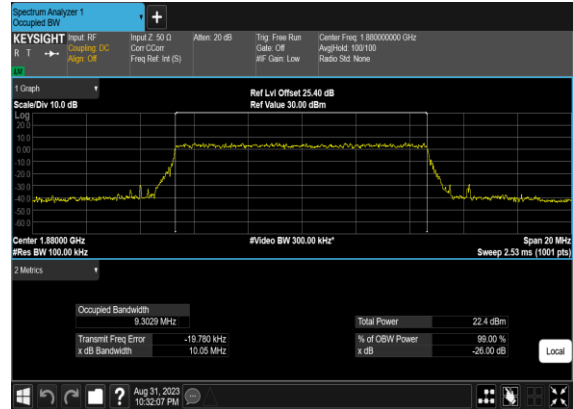 Spectrum Analyzer 1
Occupied BW
KEYSIGHT
R T
LM
Input: RF
Coupling: DC
Align: Off
Input Z: 50 Ω
Corr CCorr
Freq Ref: Int (S)
Atten: 20 dB
Trig: Free Run
Gate: Off
#IF Gain: Low
Center Freq: 1.880000000 GHz
Avg|Hold: 100/100
Radio Std: None
1 Graph
Scale/Div 10.0 dB
Ref Lvl Offset 25.40 dB
Ref Value 30.00 dBm
Log
20.0
10.0
0.00
-10.0
-20.0
-30.0
-40.0
-50.0
-60.0
Center 1.88000 GHz
#Video BW 300.00 kHz*
Span 20 MHz
#Res BW 100.00 kHz
Sweep 2.53 ms (1001 pts)
2 Metrics
Occupied Bandwidth
9.3029 MHz
Total Power 22.4 dBm
Transmit Freq Error -19.780 kHz
% of OBW Power 99.00 %
x dB Bandwidth 10.05 MHz
x dB -26.00 dB
Local
?
Aug 31, 2023
10:32:07 PM